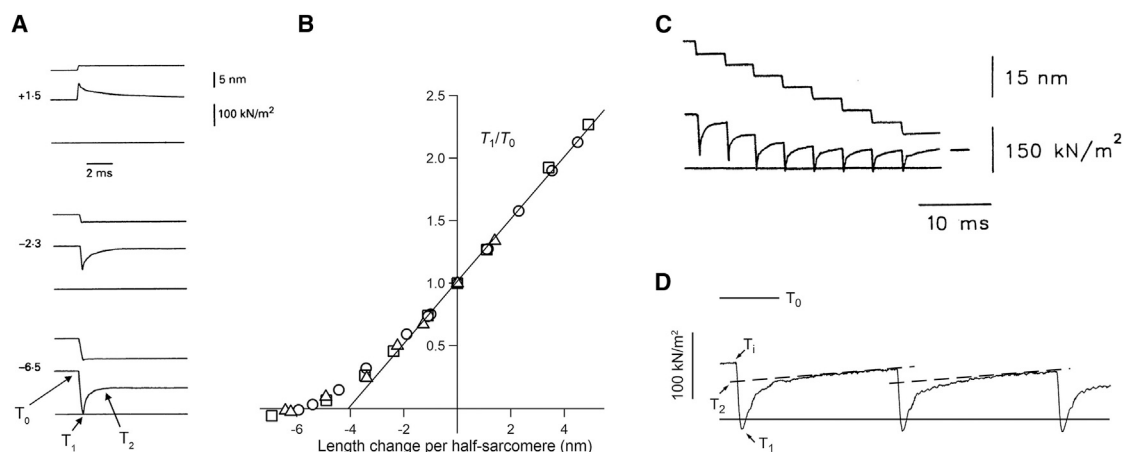 A
+1·5
5 nm
100 kN/m²
2 ms
-2·3
-6·5
T₀
T₁
T₂
B
2.5
T₁/T₀
2.0
1.5
1.0
0.5
-6 -4 -2 0 2 4
Length change per half-sarcomere (nm)
C
15 nm
150 kN/m²
10 ms
D
T₀
100 kN/m²
Tᵢ
T₂
T₁